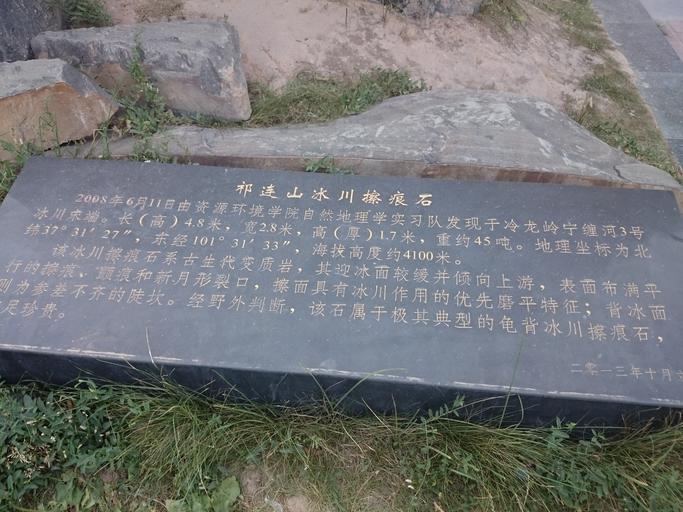 祁连山冰川擦痕石
2008年6月11日由资源环境学院自然地理学实习队发现于冷龙岭宁缠河3号
冰川末端。长（高）4.8米，宽2.8米，高（厚）1.7米，重约45吨。地理坐标为北
纬37°31′27″，东经101°31′33″，海拔高度约4100米。
该冰川擦痕石系古生代变质岩，其迎冰面较缓并倾向上游，表面布满平
行的擦痕、颤痕和新月形裂口，擦面具有冰川作用的优先磨平特征；背冰面
则为参差不齐的陡坎。经野外判断，该石属于极其典型的龟背冰川擦痕石，
尤足珍贵。
二零一三年十月